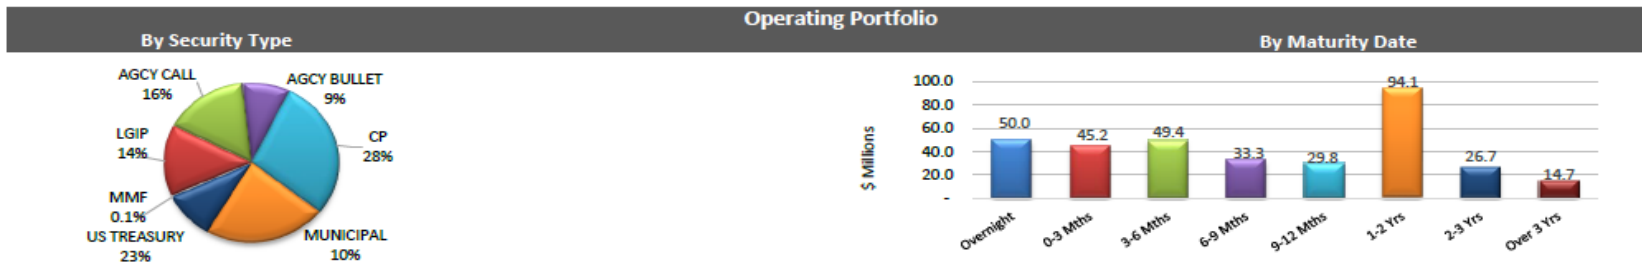 Operating Portfolio
By Security Type
AGCY CALL
16%
AGCY BULLET
9%
LGIP
14%
CP
28%
MMF
0.1%
US TREASURY
23%
MUNICIPAL
10%
By Maturity Date
$ Millions
100.0
80.0
60.0
40.0
20.0
-
50.0
45.2
49.4
33.3
29.8
94.1
26.7
14.7
Overnight
0-3 Mths
3-6 Mths
6-9 Mths
9-12 Mths
1-2 Yrs
2-3 Yrs
Over 3 Yrs